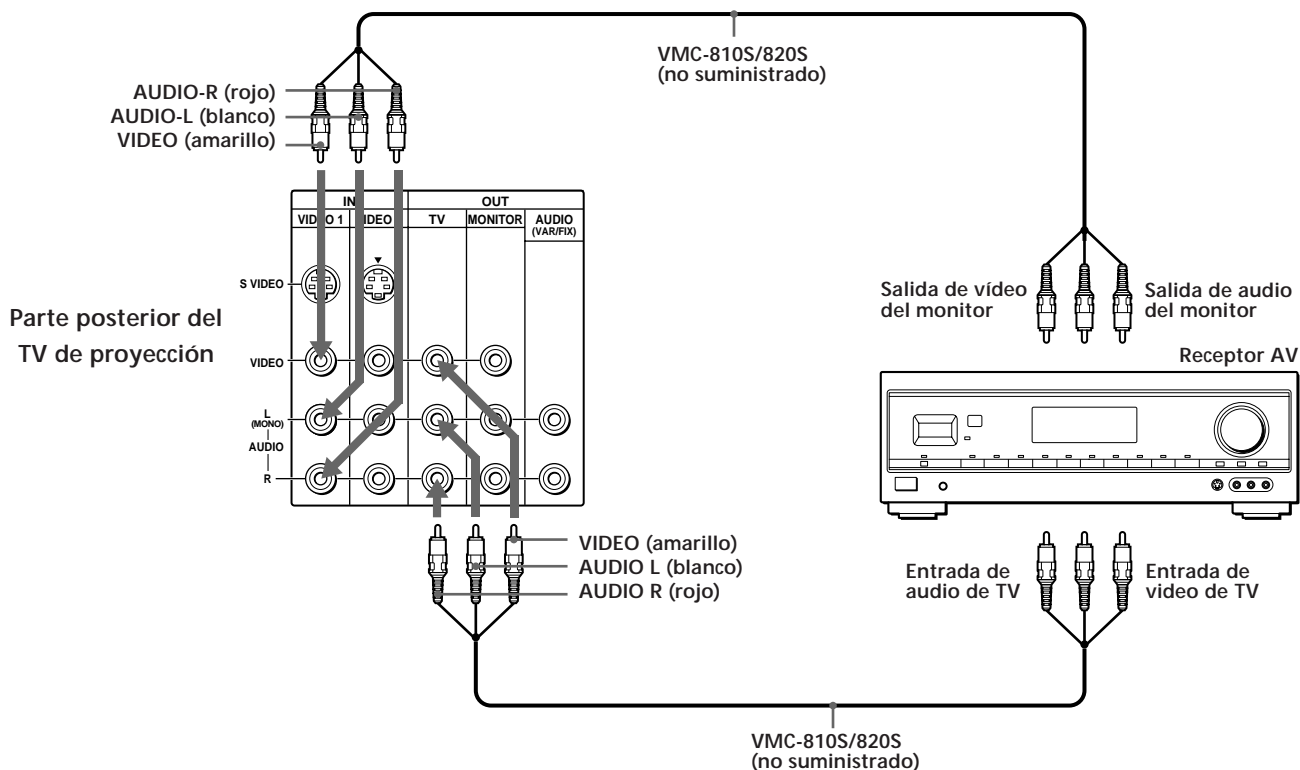 VMC-810S/820S
(no suministrado)
AUDIO-R (rojo)
AUDIO-L (blanco)
VIDEO (amarillo)
IN
OUT
VIDEO 1
VIDEO
TV
MONITOR
AUDIO
(VAR/FIX)
S VIDEO
Parte posterior del
TV de proyección
VIDEO
L
(MONO)
AUDIO
R
Salida de vídeo
del monitor
Salida de audio
del monitor
Receptor AV
VIDEO (amarillo)
AUDIO L (blanco)
AUDIO R (rojo)
Entrada de
audio de TV
Entrada de
video de TV
VMC-810S/820S
(no suministrado)